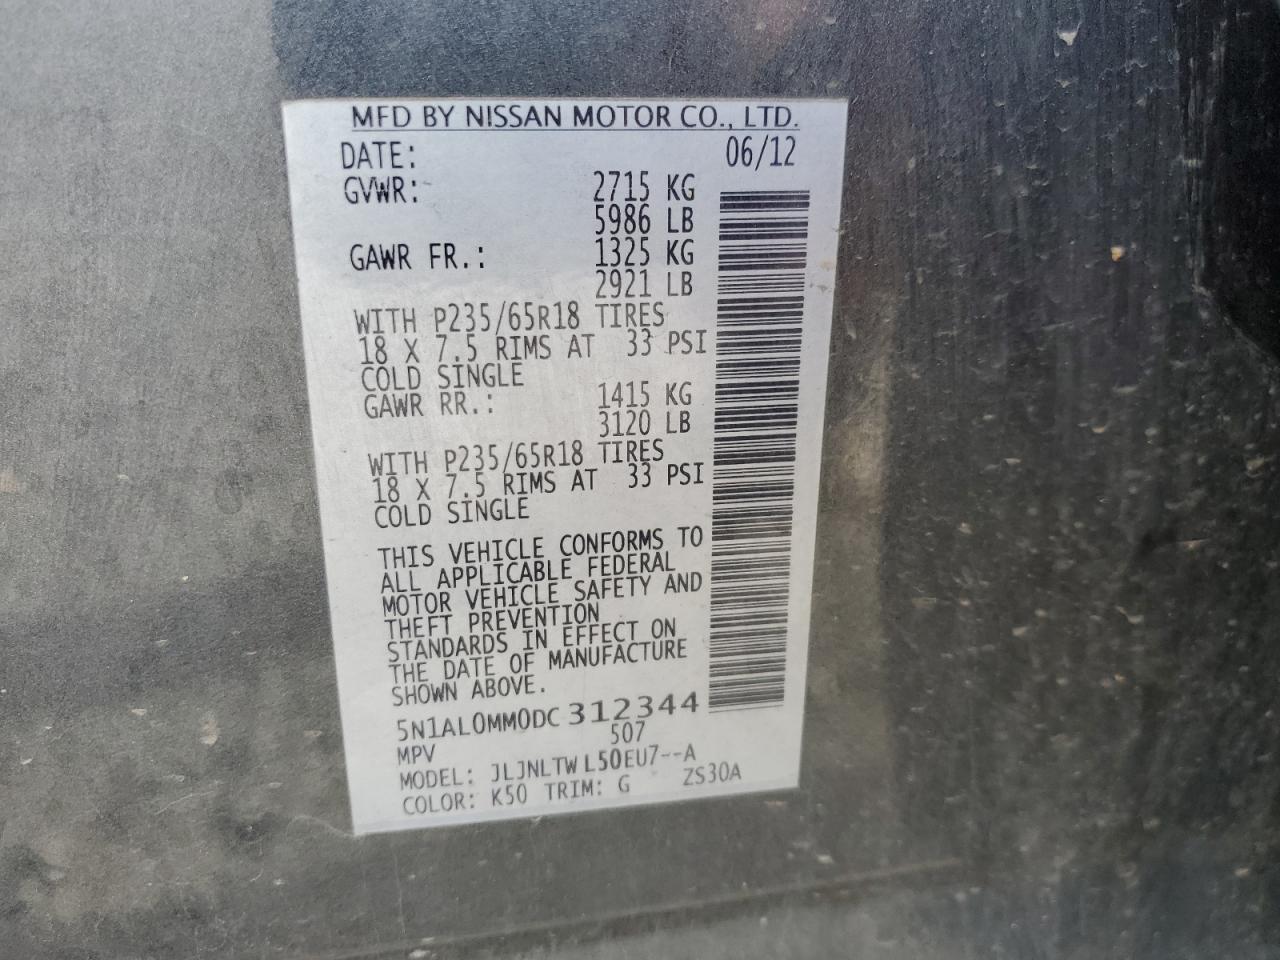 MFD BY NISSAN MOTOR CO., LTD.
DATE: 06/12
GVWR: 2715 KG
5986 LB
GAWR FR.: 1325 KG
2921 LB
WITH P235/65R18 TIRES
18 X 7.5 RIMS AT 33 PSI
COLD SINGLE
GAWR RR.: 1415 KG
3120 LB
WITH P235/65R18 TIRES
18 X 7.5 RIMS AT 33 PSI
COLD SINGLE
THIS VEHICLE CONFORMS TO
ALL APPLICABLE FEDERAL
MOTOR VEHICLE SAFETY AND
THEFT PREVENTION
STANDARDS IN EFFECT ON
THE DATE OF MANUFACTURE
SHOWN ABOVE.
5N1AL0MM0DC312344
MPV 507
MODEL: JLJNLTWL50EU7--A
COLOR: K50 TRIM: G ZS30A